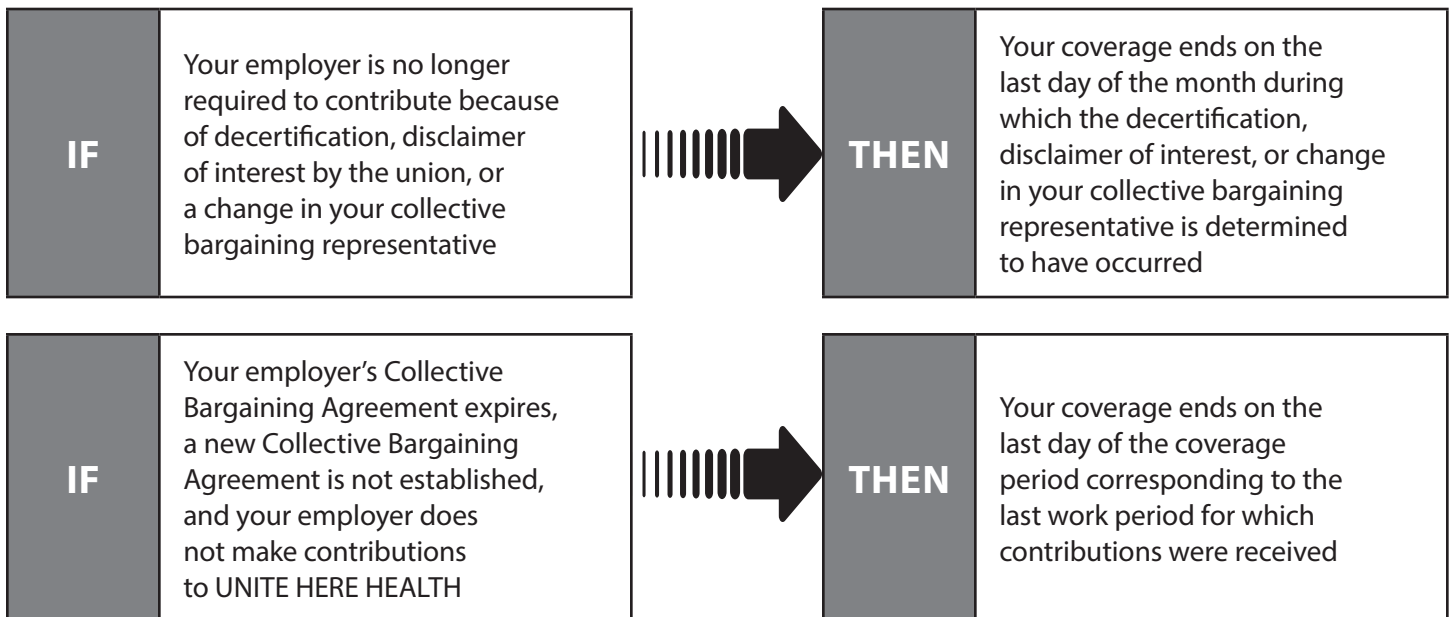 IF
Your employer is no longer
required to contribute because
of decertification, disclaimer
of interest by the union, or
a change in your collective
bargaining representative
THEN
Your coverage ends on the
last day of the month during
which the decertification,
disclaimer of interest, or change
in your collective bargaining
representative is determined
to have occurred
IF
Your employer’s Collective
Bargaining Agreement expires,
a new Collective Bargaining
Agreement is not established,
and your employer does
not make contributions
to UNITE HERE HEALTH
THEN
Your coverage ends on the
last day of the coverage
period corresponding to the
last work period for which
contributions were received